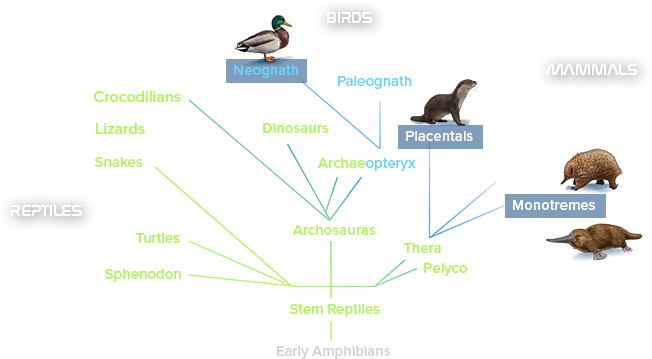 BIRDS
Neognath
Paleognath
MAMMALS
Crocodilians
Lizards
Dinosaurs
Placentals
Snakes
Archaeopteryx
REPTILES
Monotremes
Turtles
Archosauras
Thera
Sphenodon
Pelyco
Stem Reptiles
Early Amphibians